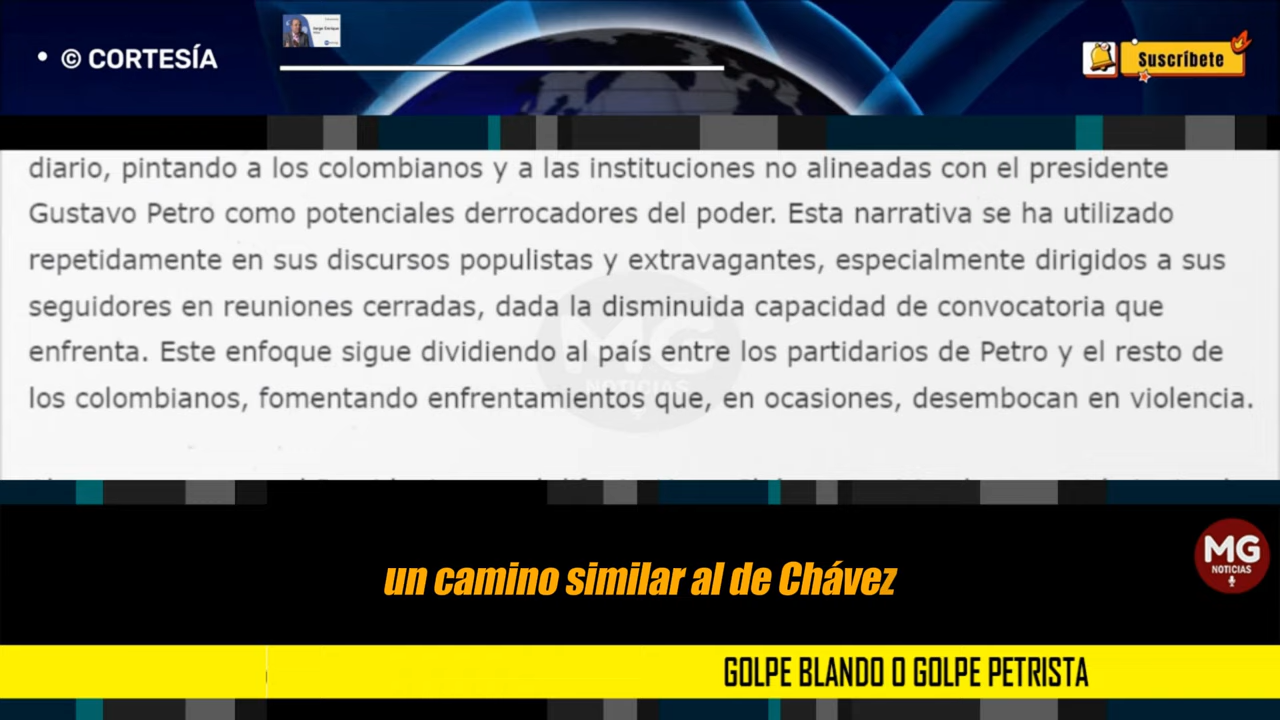 • © CORTESÍA
Suscríbete
diario, pintando a los colombianos y a las instituciones no alineadas con el presidente
Gustavo Petro como potenciales derrocadores del poder. Esta narrativa se ha utilizado
repetidamente en sus discursos populistas y extravagantes, especialmente dirigidos a sus
seguidores en reuniones cerradas, dada la disminuida capacidad de convocatoria que
enfrenta. Este enfoque sigue dividiendo al país entre los partidarios de Petro y el resto de
los colombianos, fomentando enfrentamientos que, en ocasiones, desembocan en violencia.
MG
NOTICIAS
un camino similar al de Chávez
MG
NOTICIAS
GOLPE BLANDO O GOLPE PETRISTA